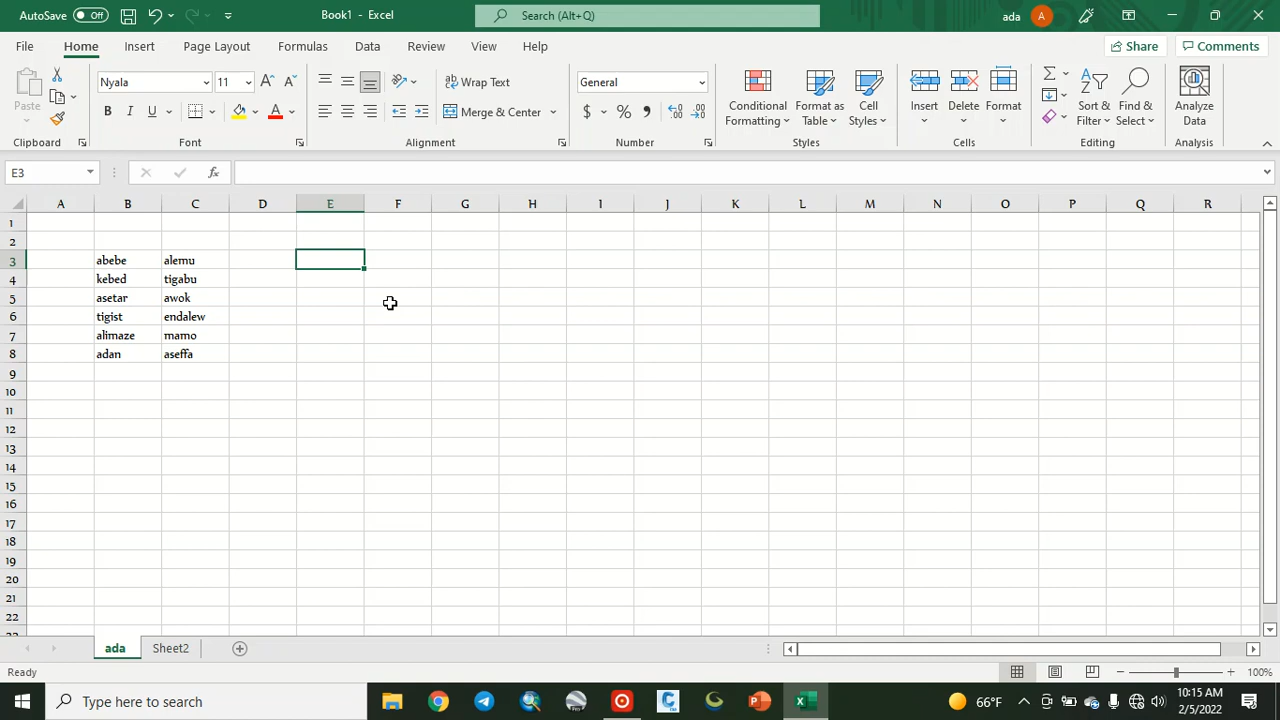 AutoSave Off Book1 - Excel Search (Alt+Q) ada A
File Home Insert Page Layout Formulas Data Review View Help Share Comments
Paste Nyala 11 Wrap Text General Conditional Formatting Format as Table Cell Styles Insert Delete Format Sort & Filter Find & Select Analyze Data
B I U Merge & Center $ % ,
Clipboard Font Alignment Number Styles Cells Editing Analysis
E3 fx
A B C D E F G H I J K L M N O P Q R
1
2
3 abebe alemu
4 kebed tigabu
5 asetar awok
6 tigist endalew
7 alimaze mamo
8 adan aseffa
9
10
11
12
13
14
15
16
17
18
19
20
21
22
ada Sheet2
Ready 100%
Type here to search 66°F 10:15 AM
2/5/2022